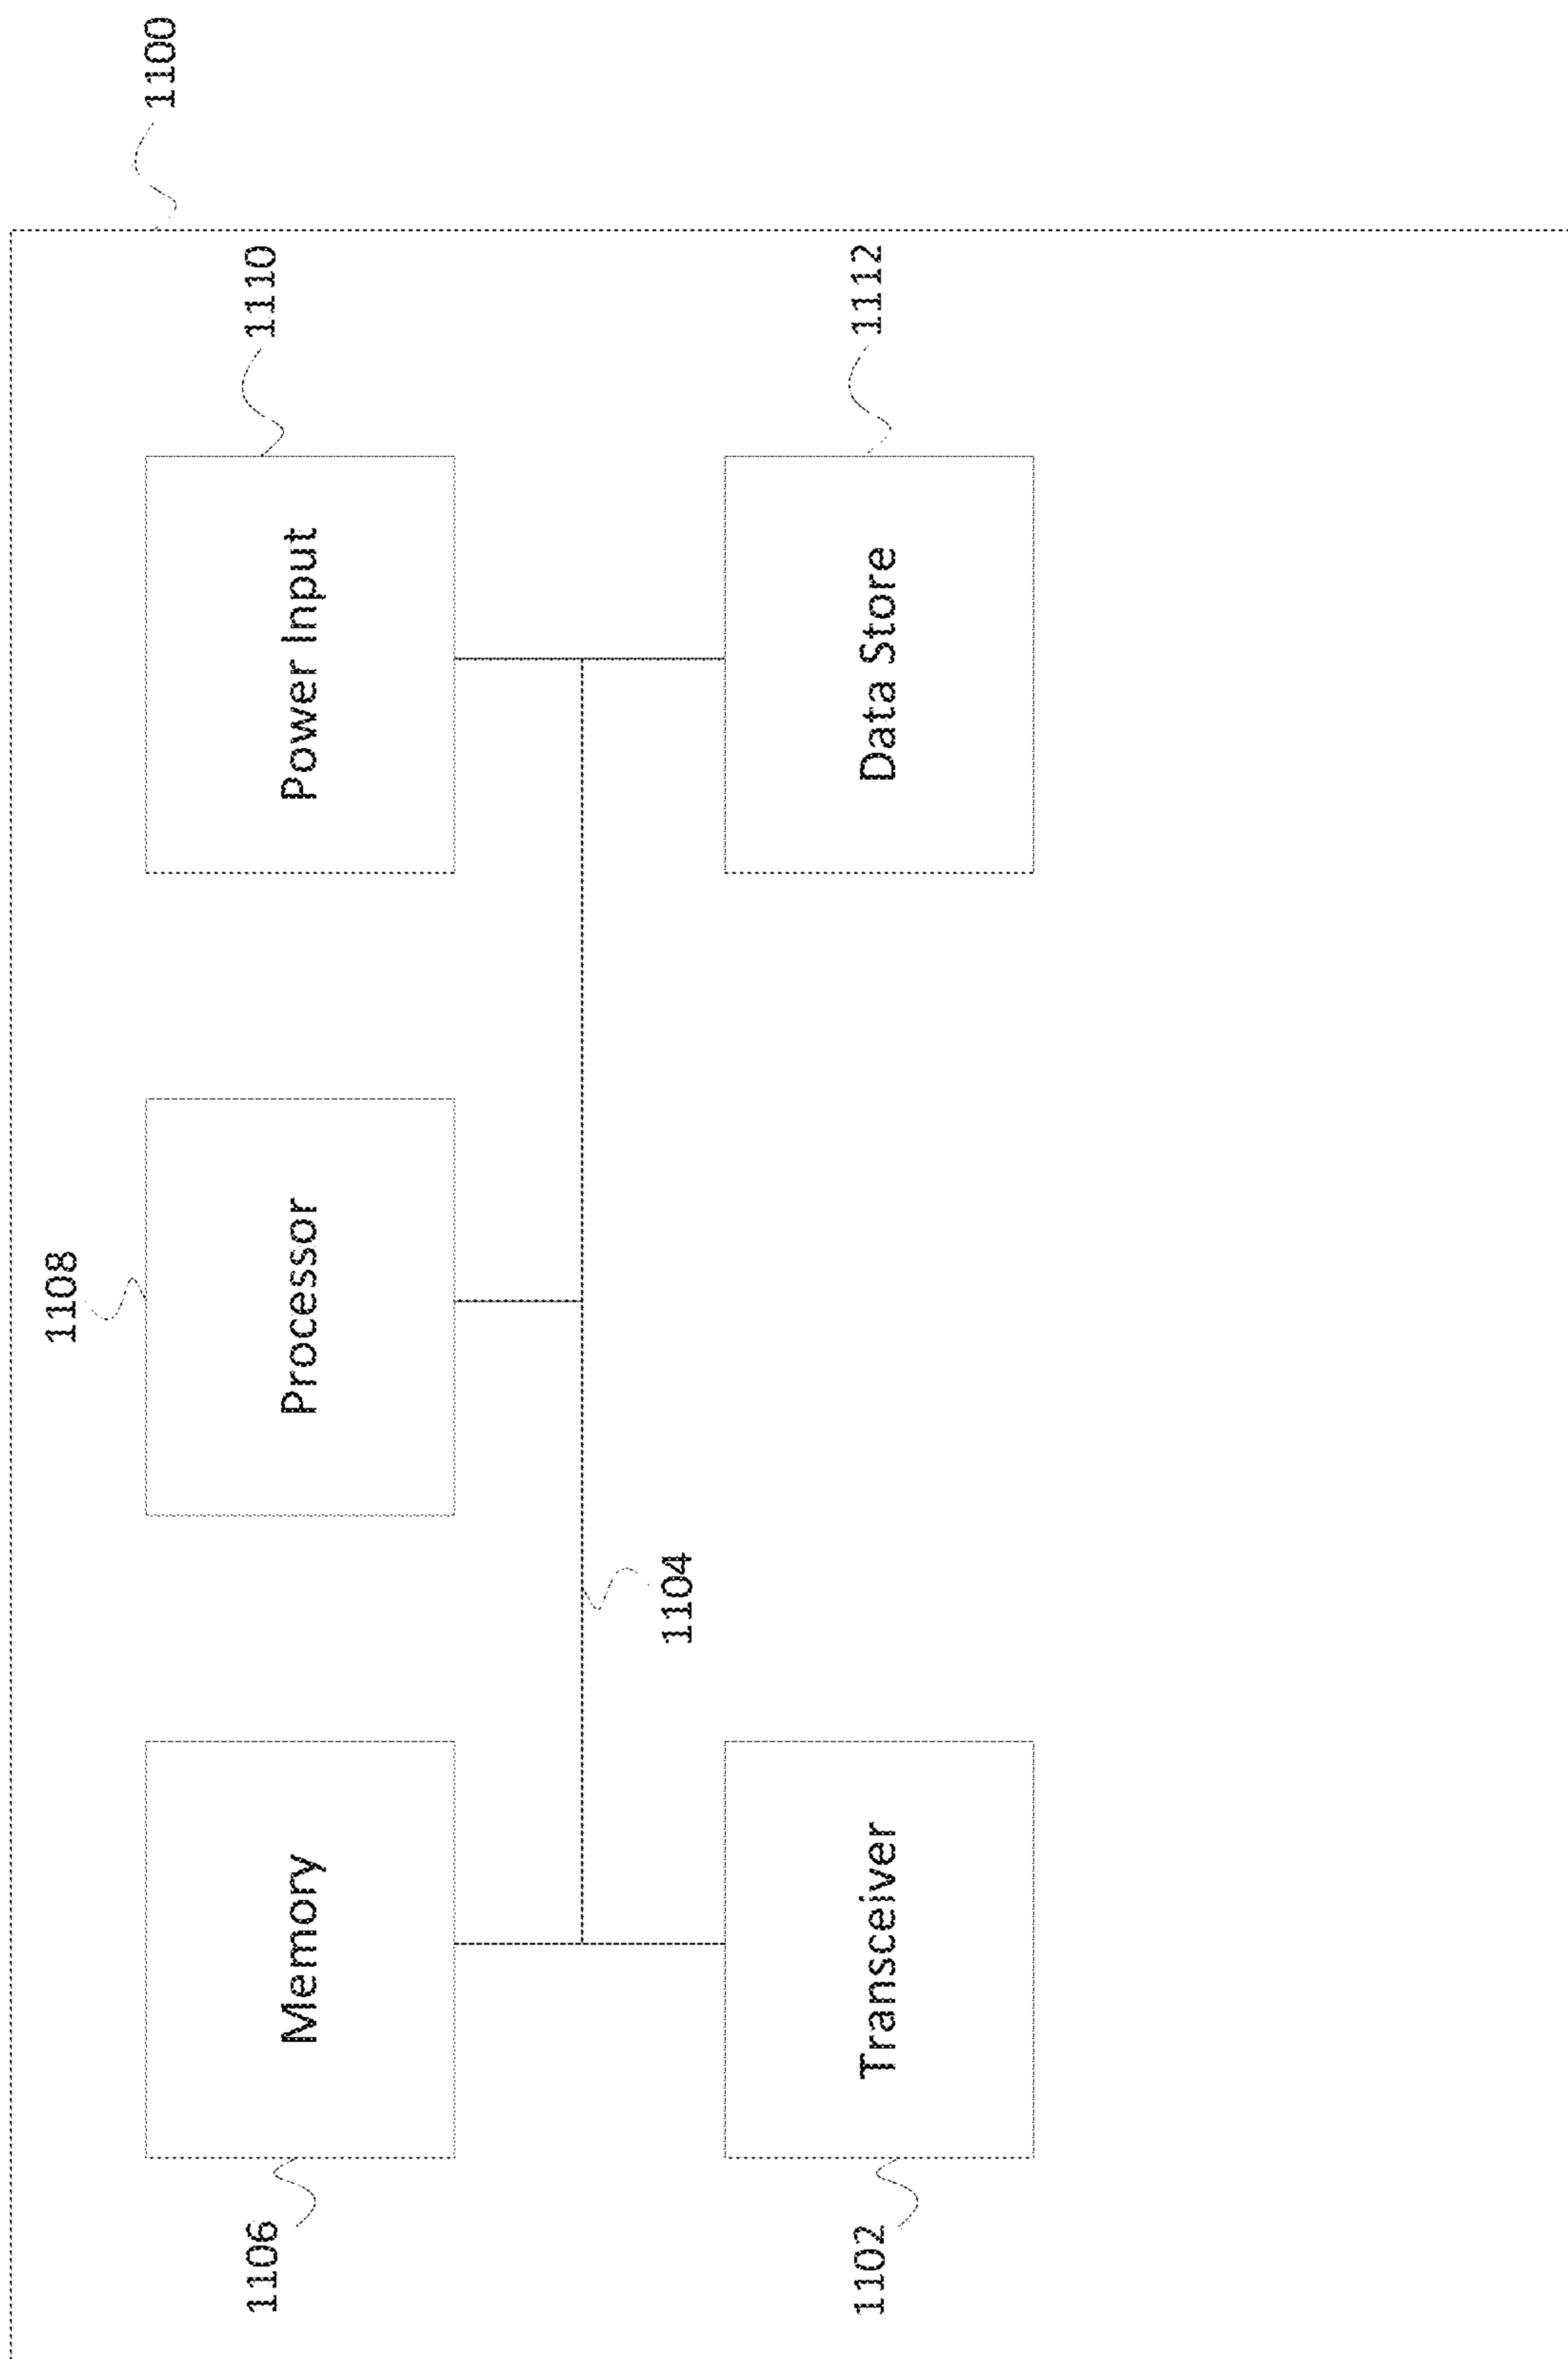 1100
1108
1110
Memory
Processor
Power Input
1106
1104
1112
Transceiver
Data Store
1102